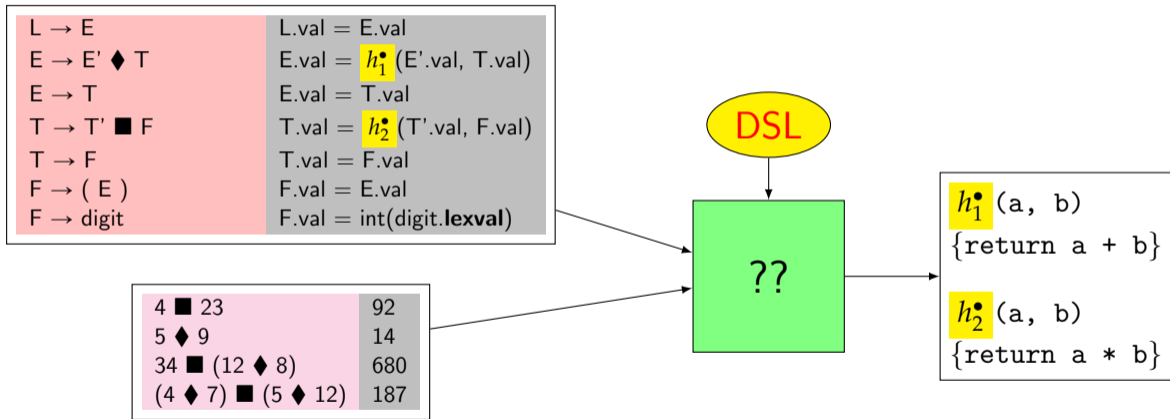 L → E L.val = E.val
E → E' ♦ T E.val = h₁•(E'.val, T.val)
E → T E.val = T.val
T → T' ■ F T.val = h₂•(T'.val, F.val)
T → F T.val = F.val
F → ( E ) F.val = E.val
F → digit F.val = int(digit.lexval)
4 ■ 23 92
5 ♦ 9 14
34 ■ (12 ♦ 8) 680
(4 ♦ 7) ■ (5 ♦ 12) 187
DSL
??
h₁•(a, b)
{return a + b}
h₂•(a, b)
{return a * b}